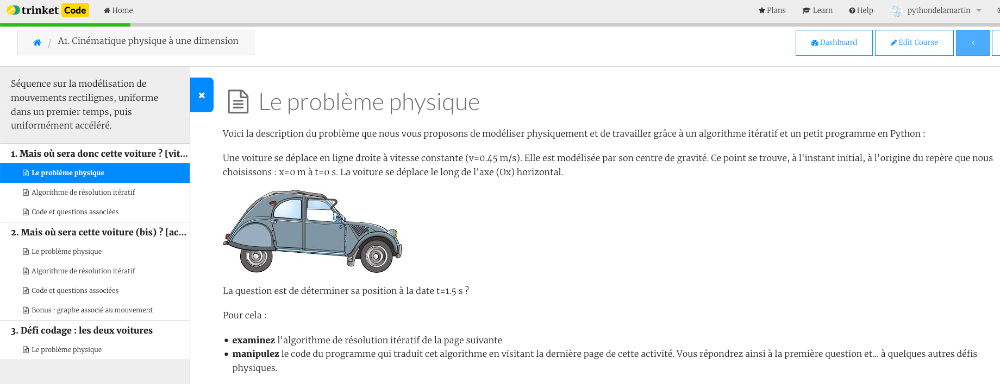 trinket Code Home Plans Learn Help pythondelamartin
/ A1. Cinématique physique à une dimension Dashboard Edit Course <
Séquence sur la modélisation de
mouvements rectilignes, uniforme
dans un premier temps, puis
uniformément accéléré.
1. Mais où sera donc cette voiture ? [vit...
Le problème physique
Algorithme de résolution itératif
Code et questions associées
2. Mais où sera cette voiture (bis) ? [ac...
Le problème physique
Algorithme de résolution itératif
Code et questions associées
Bonus : graphe associé au mouvement
3. Défi codage : les deux voitures
Le problème physique
Le problème physique
Voici la description du problème que nous vous proposons de modéliser physiquement et de travailler grâce à un algorithme itératif et un petit programme en Python :
Une voiture se déplace en ligne droite à vitesse constante (v=0.45 m/s). Elle est modélisée par son centre de gravité. Ce point se trouve, à l'instant initial, à l'origine du repère que nous
choisissons : x=0 m à t=0 s. La voiture se déplace le long de l'axe (Ox) horizontal.
La question est de déterminer sa position à la date t=1.5 s ?
Pour cela :
• examinez l'algorithme de résolution itératif de la page suivante
• manipulez le code du programme qui traduit cet algorithme en visitant la dernière page de cette activité. Vous répondrez ainsi à la première question et... à quelques autres défis
physiques.